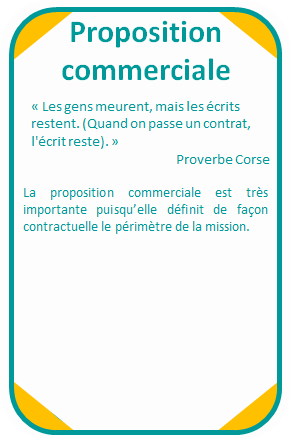 Proposition
commerciale
« Les gens meurent, mais les écrits
restent. (Quand on passe un contrat,
l'écrit reste). »
Proverbe Corse
La proposition commerciale est très
importante puisqu’elle définit de façon
contractuelle le périmètre de la mission.